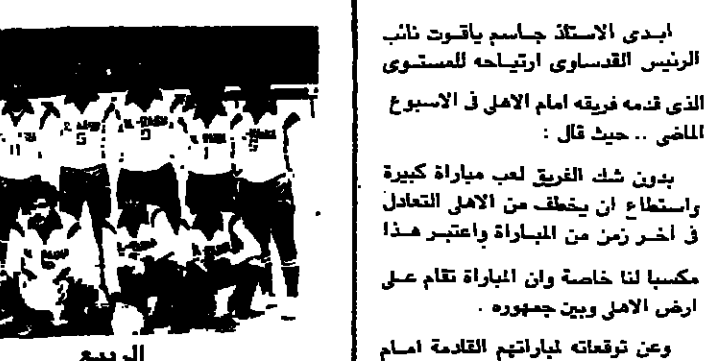 ابدى الاستاذ جاسم ياقوت نائب
الرئيس القدساوى ارتياحه للمستوى
الذى قدمه فريقه امام الاهلى فى الاسبوع
الماضى .. حيث قال :
بدون شك الفريق لعب مباراة كبيرة
واستطاع ان يخطف من الاهلى التعادل
فى أخر زمن من المباراة واعتبر هذا
مكسبا لنا خاصة وان المباراة تقام على
ارض الاهلى وبين جمهوره .
وعن توقعاته لمباراتهم القادمة امام
الربيع